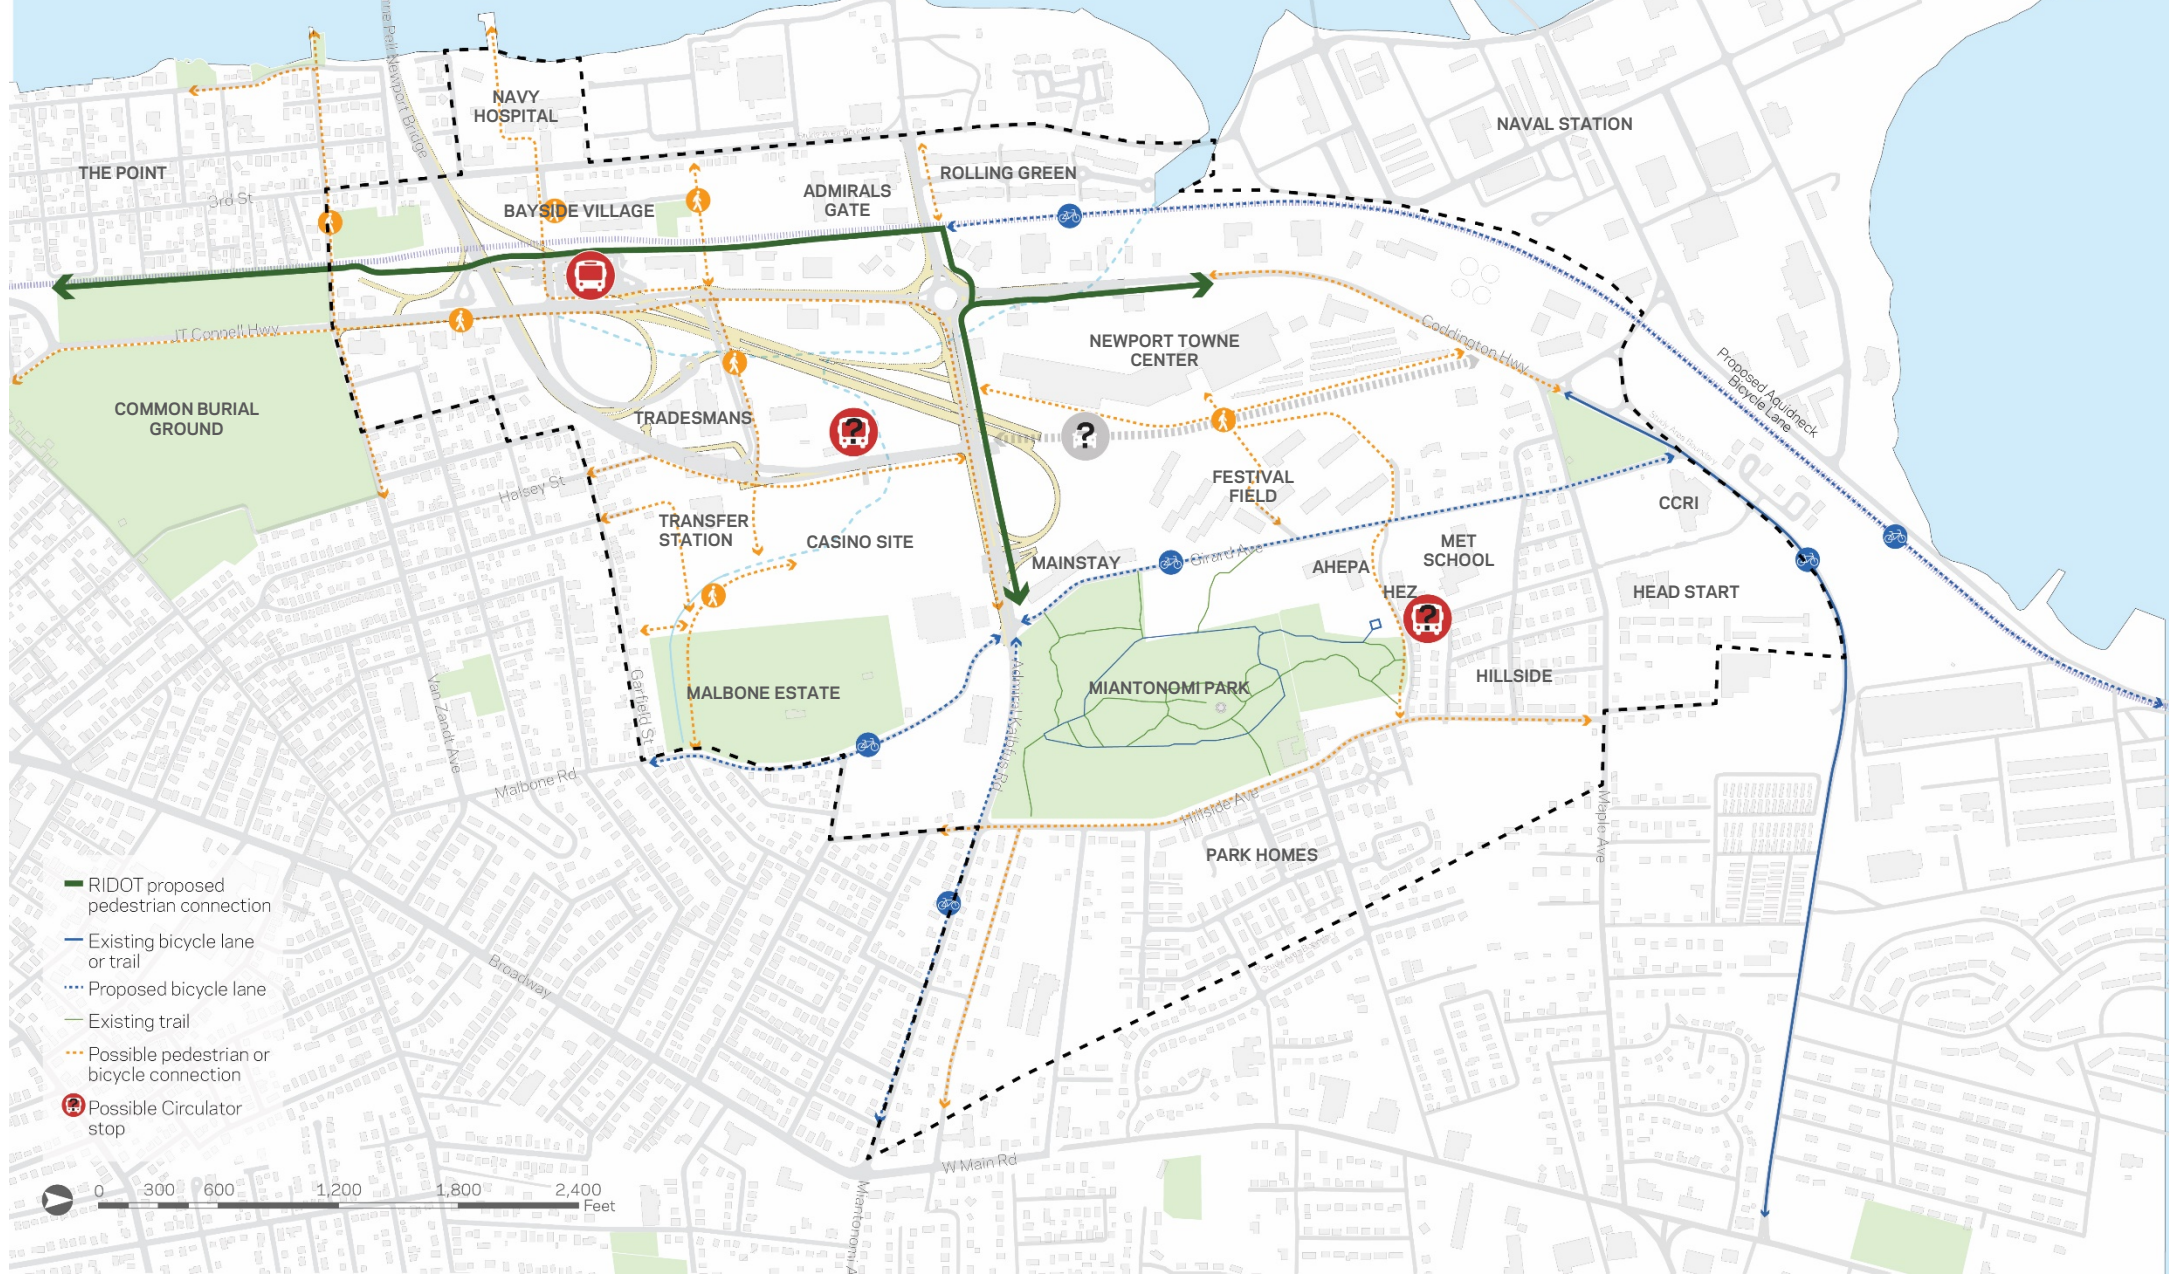 NAVY
HOSPITAL
NAVAL STATION
THE POINT
3rd St
ROLLING GREEN
ADMIRALS
GATE
BAYSIDE VILLAGE
JT Connell Hwy
Coddington Hwy
NEWPORT TOWNE
CENTER
Proposed Aquidneck
Bicycle Lane
COMMON BURIAL
GROUND
TRADESMANS
?
?
FESTIVAL
FIELD
Halsey St
CCRI
TRANSFER
STATION
CASINO SITE
MAINSTAY
Girard Ave
AHEPA
MET
SCHOOL
HEZ
?
HEAD START
HILLSIDE
MALBONE ESTATE
MIANTONOMI PARK
Garfield St
Van Zandt Ave
Admiral Kalbfus Rd
Malbone Rd
Hillside Ave
Maple Ave
PARK HOMES
Broadway
RIDOT proposed
pedestrian connection
Existing bicycle lane
or trail
Proposed bicycle lane
Existing trail
Possible pedestrian or
bicycle connection
? Possible Circulator
stop
W Main Rd
0 300 600 1,200 1,800 2,400
Feet